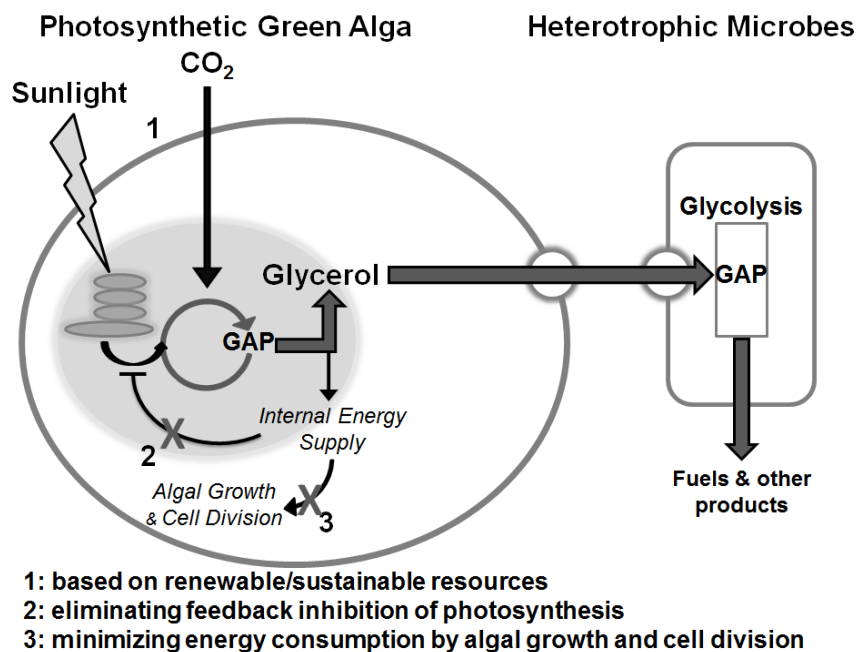 Photosynthetic Green Alga
Heterotrophic Microbes
CO₂
Sunlight
1
Glycolysis
Glycerol
GAP
GAP
Internal Energy
Supply
2
X
Algal Growth
& Cell Division
X
3
Fuels & other
products
1: based on renewable/sustainable resources
2: eliminating feedback inhibition of photosynthesis
3: minimizing energy consumption by algal growth and cell division